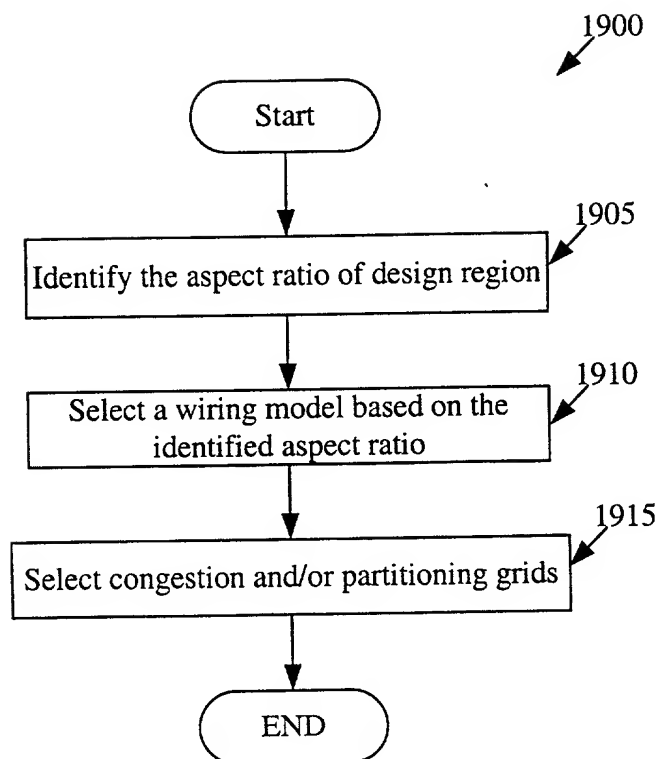 1900
Start
1905
Identify the aspect ratio of design region
1910
Select a wiring model based on the
identified aspect ratio
1915
Select congestion and/or partitioning grids
END